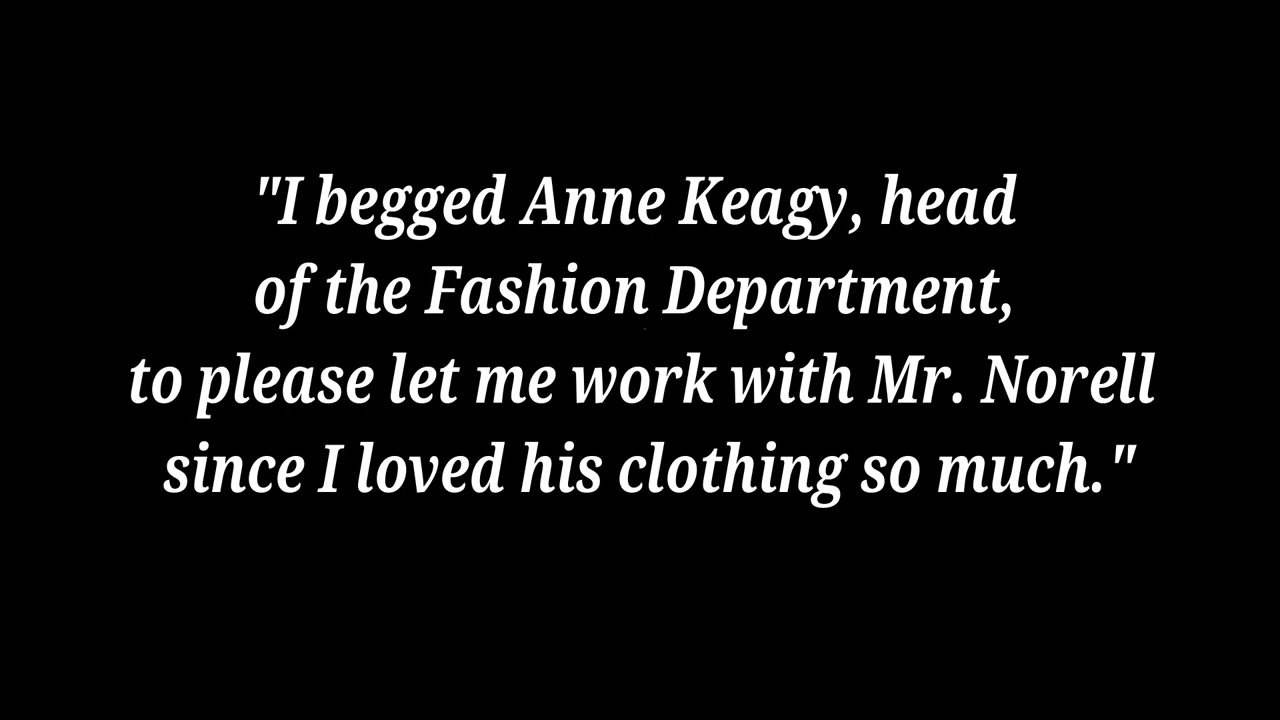 "I begged Anne Keagy, head
of the Fashion Department,
to please let me work with Mr. Norell
since I loved his clothing so much."